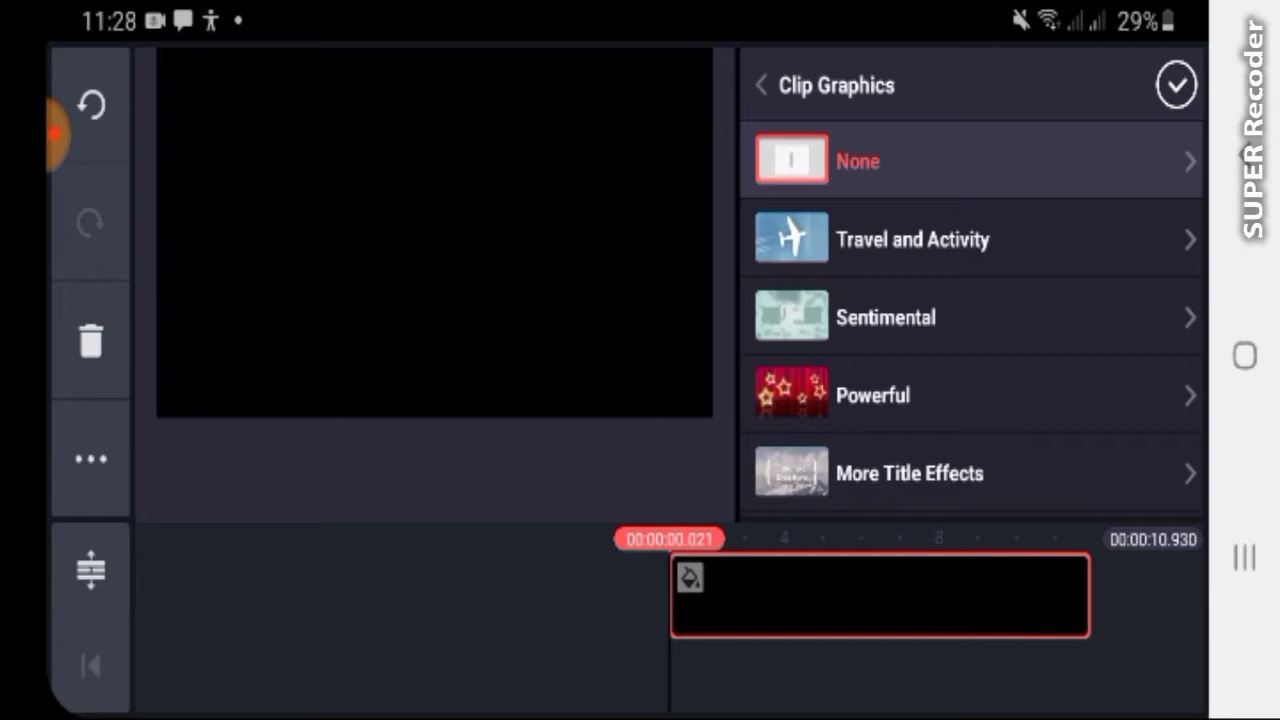 11:28
29%
SUPER Recoder
Clip Graphics
None
Travel and Activity
Sentimental
Powerful
More Title Effects
00:00:00.021
4
8
00:00:10.930